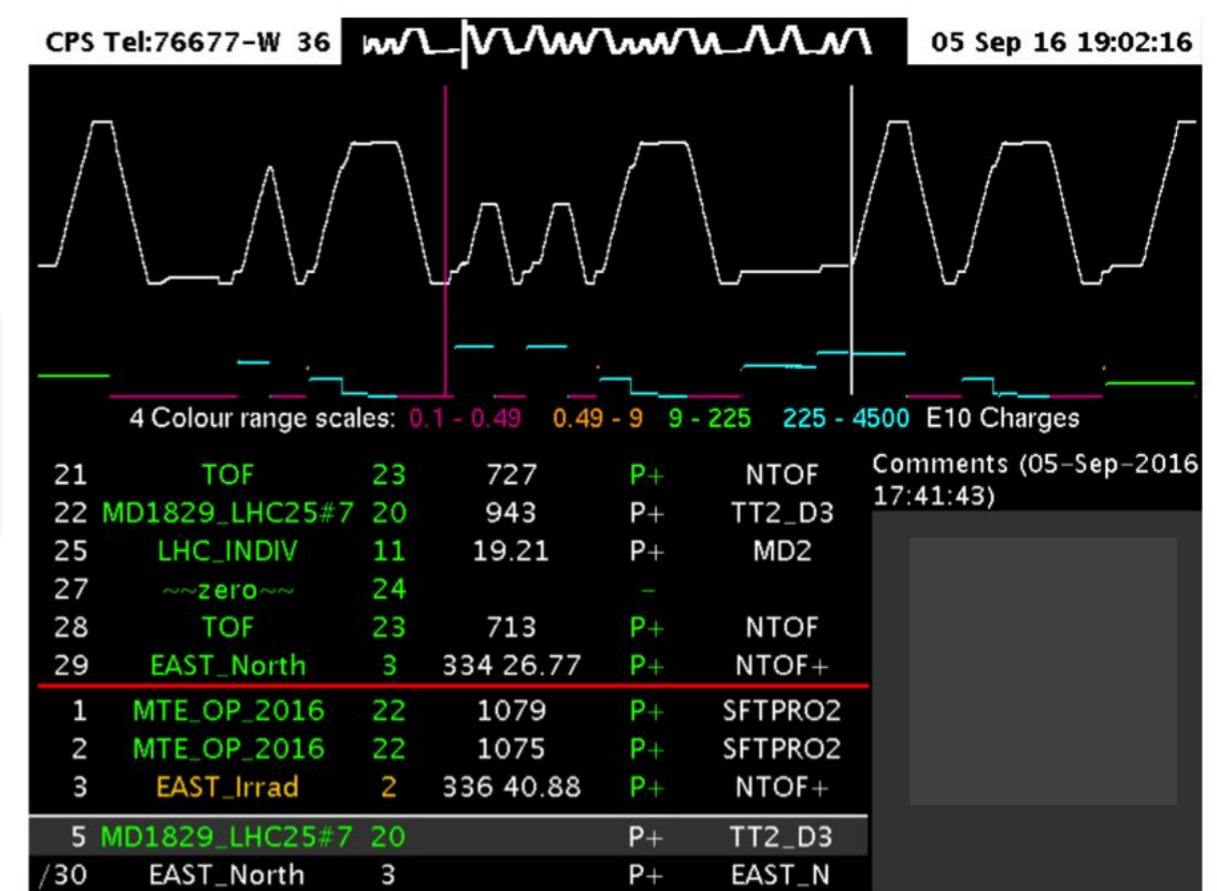 CPS Tel:76677-W 36 05 Sep 16 19:02:16
4 Colour range scales: 0.1 - 0.49 0.49 - 9 9 - 225 225 - 4500 E10 Charges
Comments (05-Sep-2016
17:41:43)
21 TOF 23 727 P+ NTOF
22 MD1829_LHC25#7 20 943 P+ TT2_D3
25 LHC_INDIV 11 19.21 P+ MD2
27 ~~zero~~ 24 -
28 TOF 23 713 P+ NTOF
29 EAST_North 3 334 26.77 P+ NTOF+
1 MTE_OP_2016 22 1079 P+ SFTPRO2
2 MTE_OP_2016 22 1075 P+ SFTPRO2
3 EAST_Irrad 2 336 40.88 P+ NTOF+
5 MD1829_LHC25#7 20 P+ TT2_D3
/30 EAST_North 3 P+ EAST_N